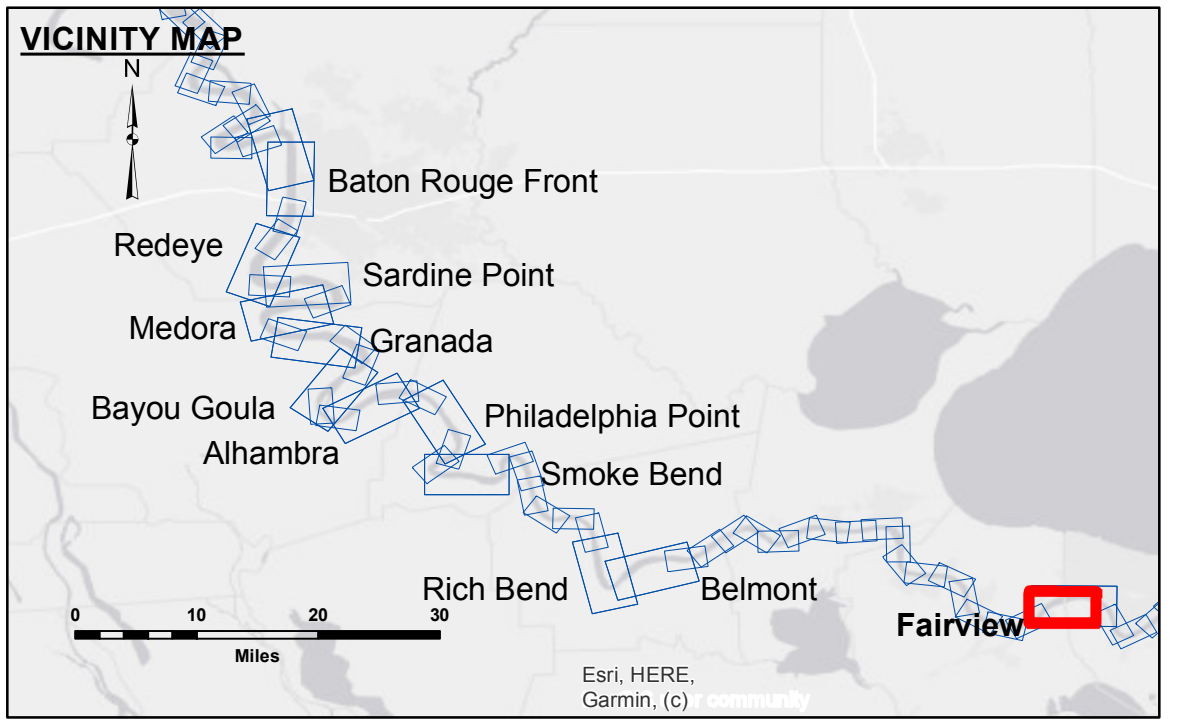 VICINITY MAP
N
Baton Rouge Front
Redeye
Sardine Point
Medora
Granada
Bayou Goula
Philadelphia Point
Alhambra
Smoke Bend
Rich Bend
Belmont
Fairview
0 10 20 30
Miles
Esri, HERE,
Garmin, (c) r community